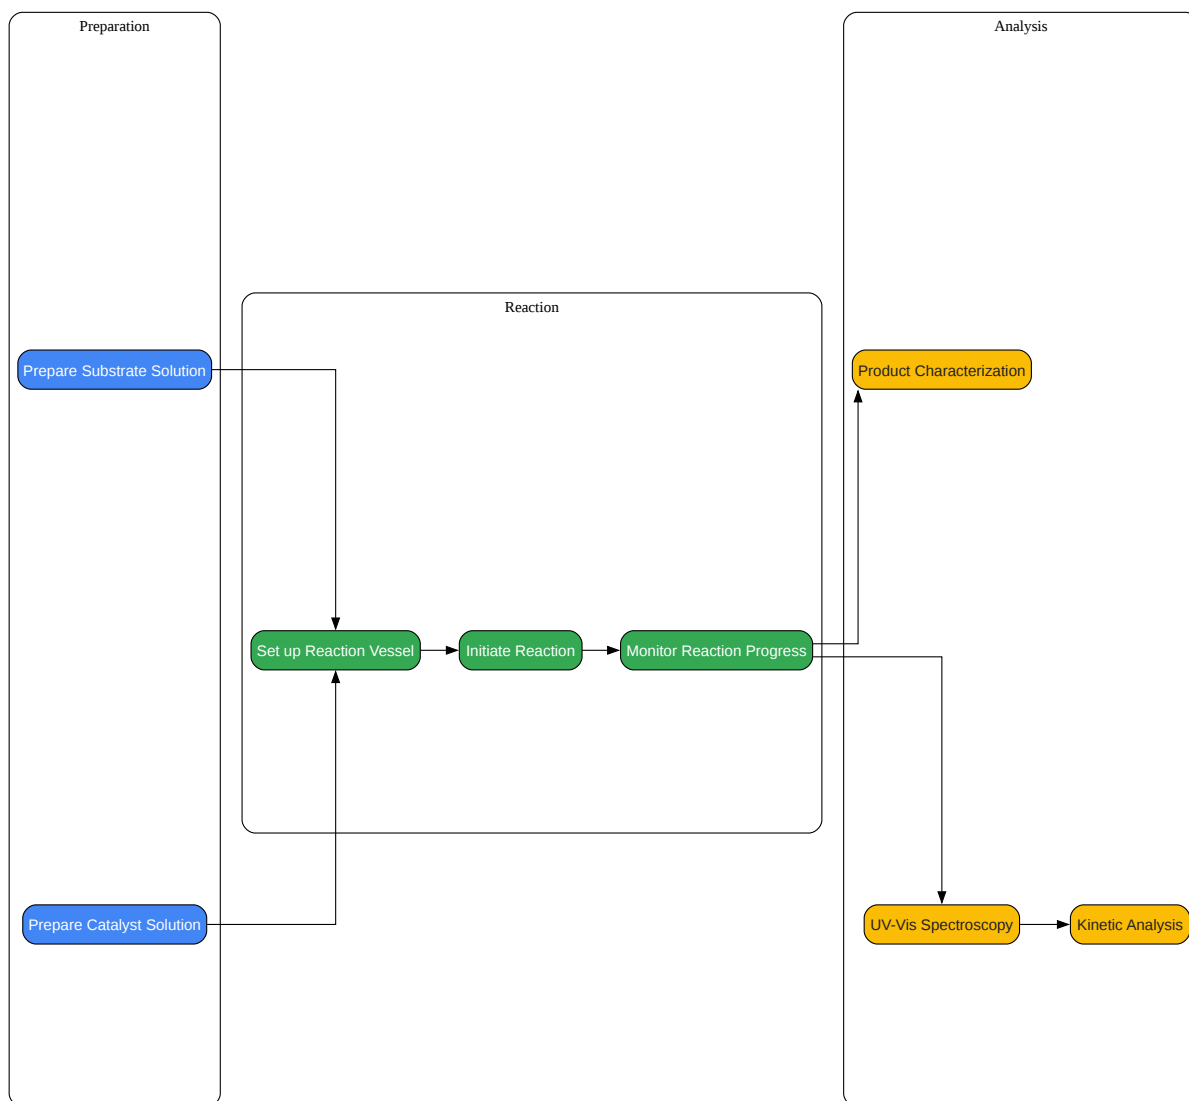 Preparation
Analysis
Reaction
Prepare Substrate Solution
Product Characterization
Set up Reaction Vessel
Initiate Reaction
Monitor Reaction Progress
Prepare Catalyst Solution
UV-Vis Spectroscopy
Kinetic Analysis